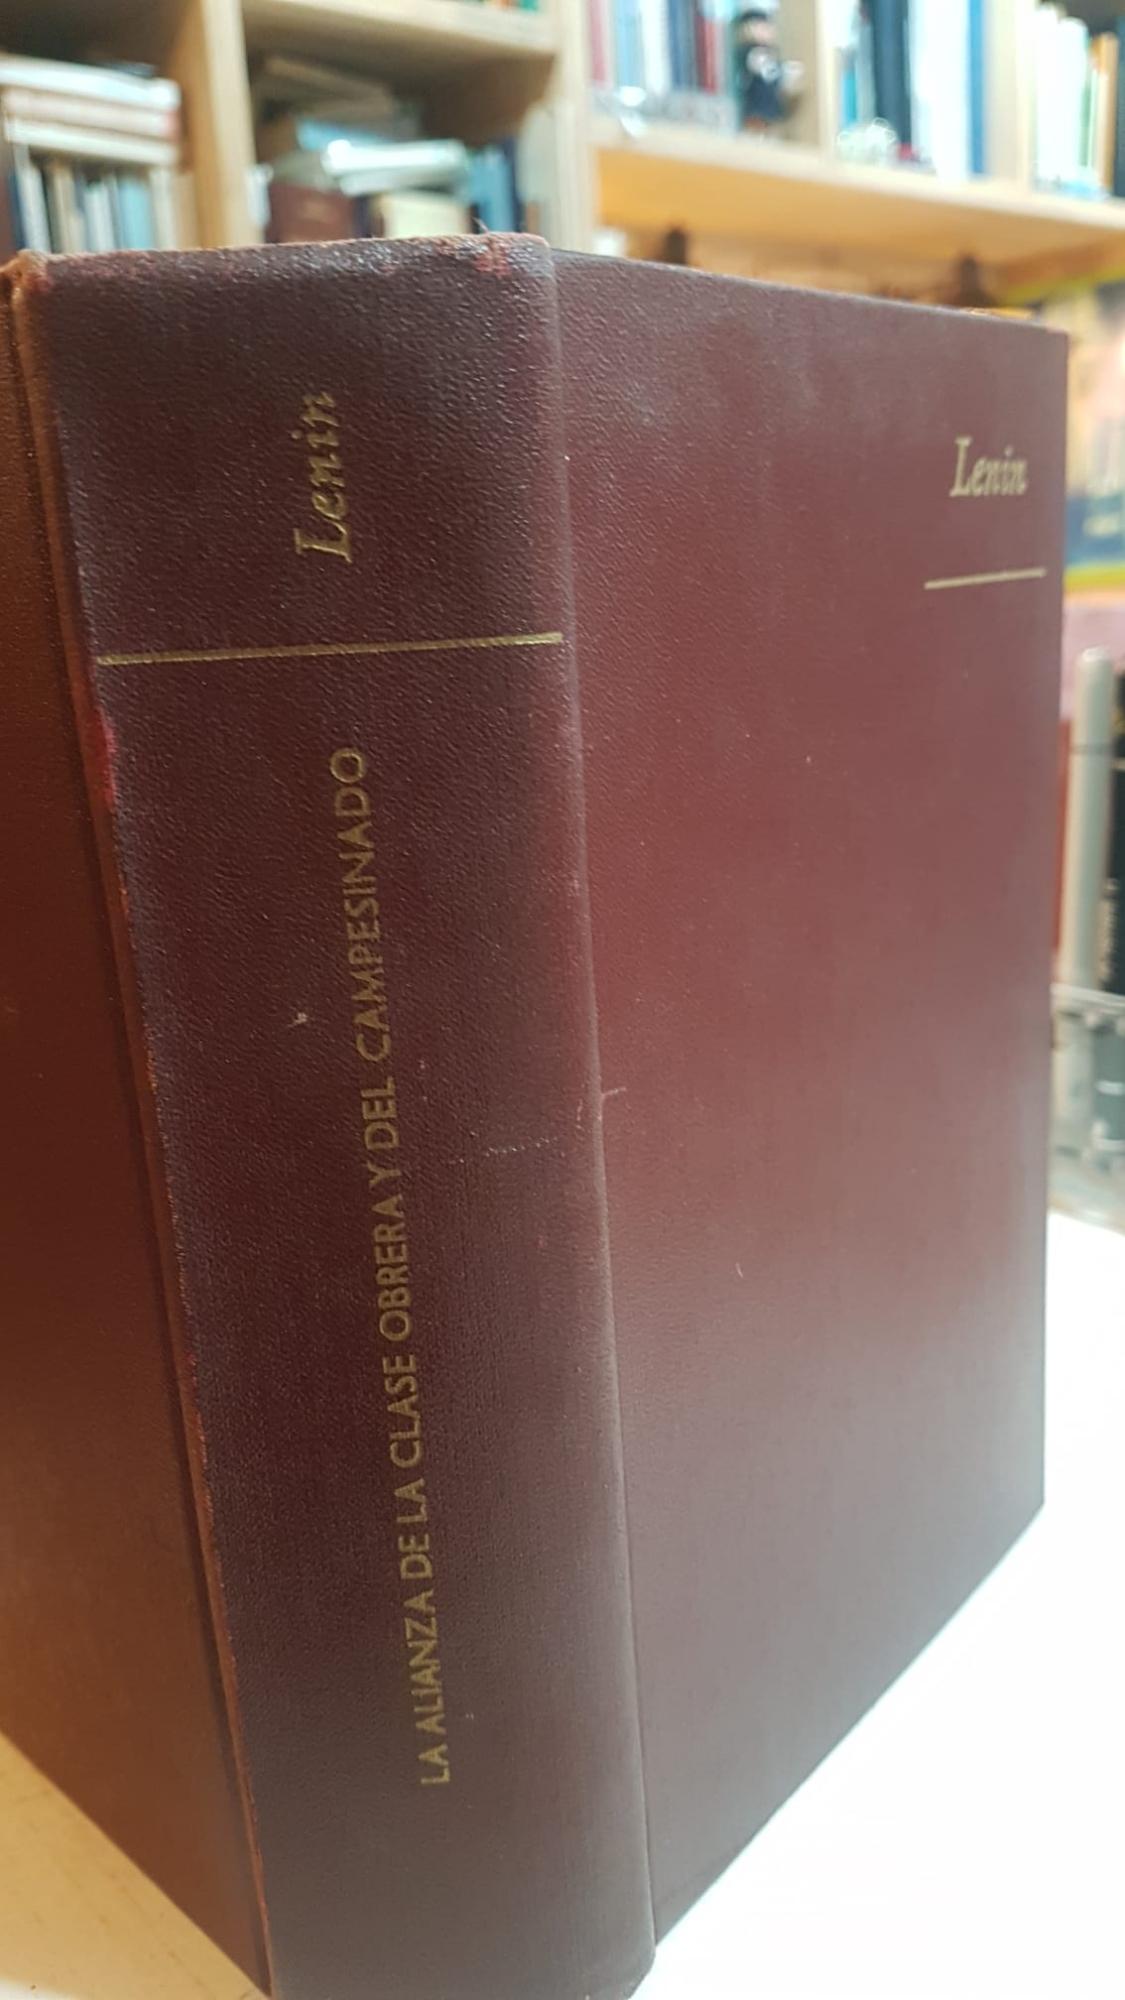 Lenin
LA ALIANZA DE LA CLASE OBRERA Y DEL CAMPESINADO
Lenin